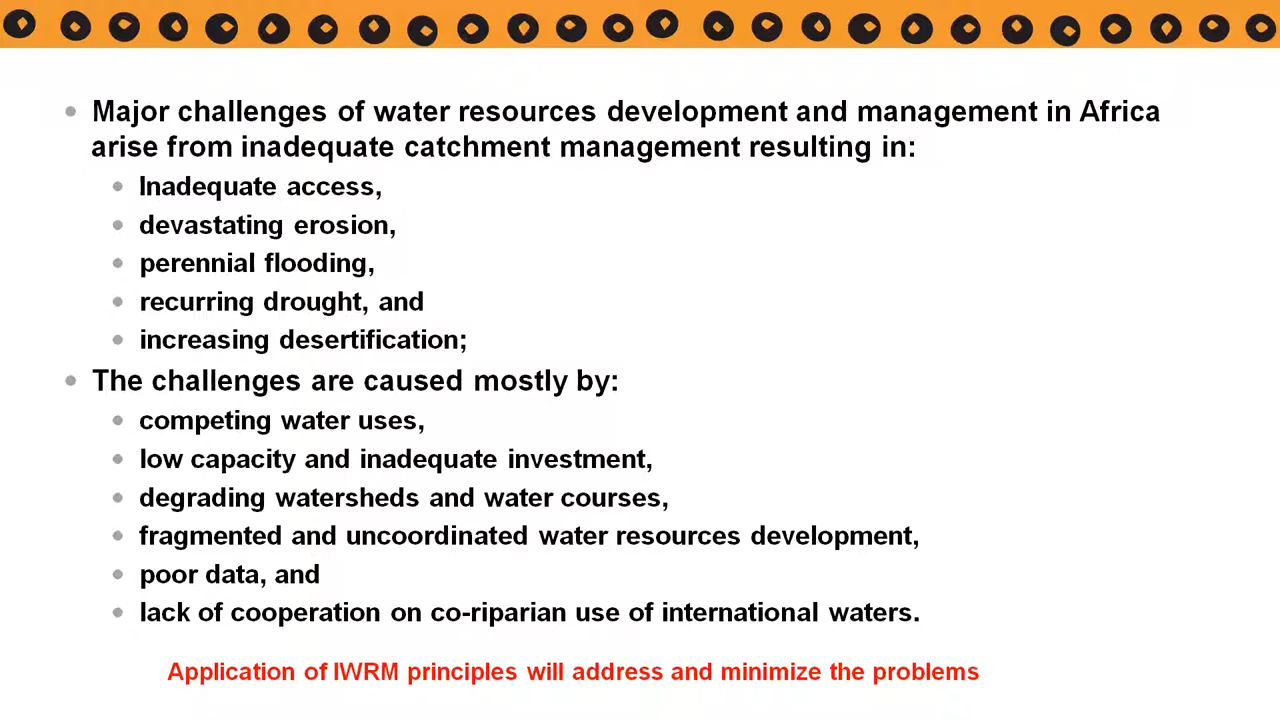 Major challenges of water resources development and management in Africa
arise from inadequate catchment management resulting in:
Inadequate access,
devastating erosion,
perennial flooding,
recurring drought, and
increasing desertification;
The challenges are caused mostly by:
competing water uses,
low capacity and inadequate investment,
degrading watersheds and water courses,
fragmented and uncoordinated water resources development,
poor data, and
lack of cooperation on co-riparian use of international waters.
Application of IWRM principles will address and minimize the problems